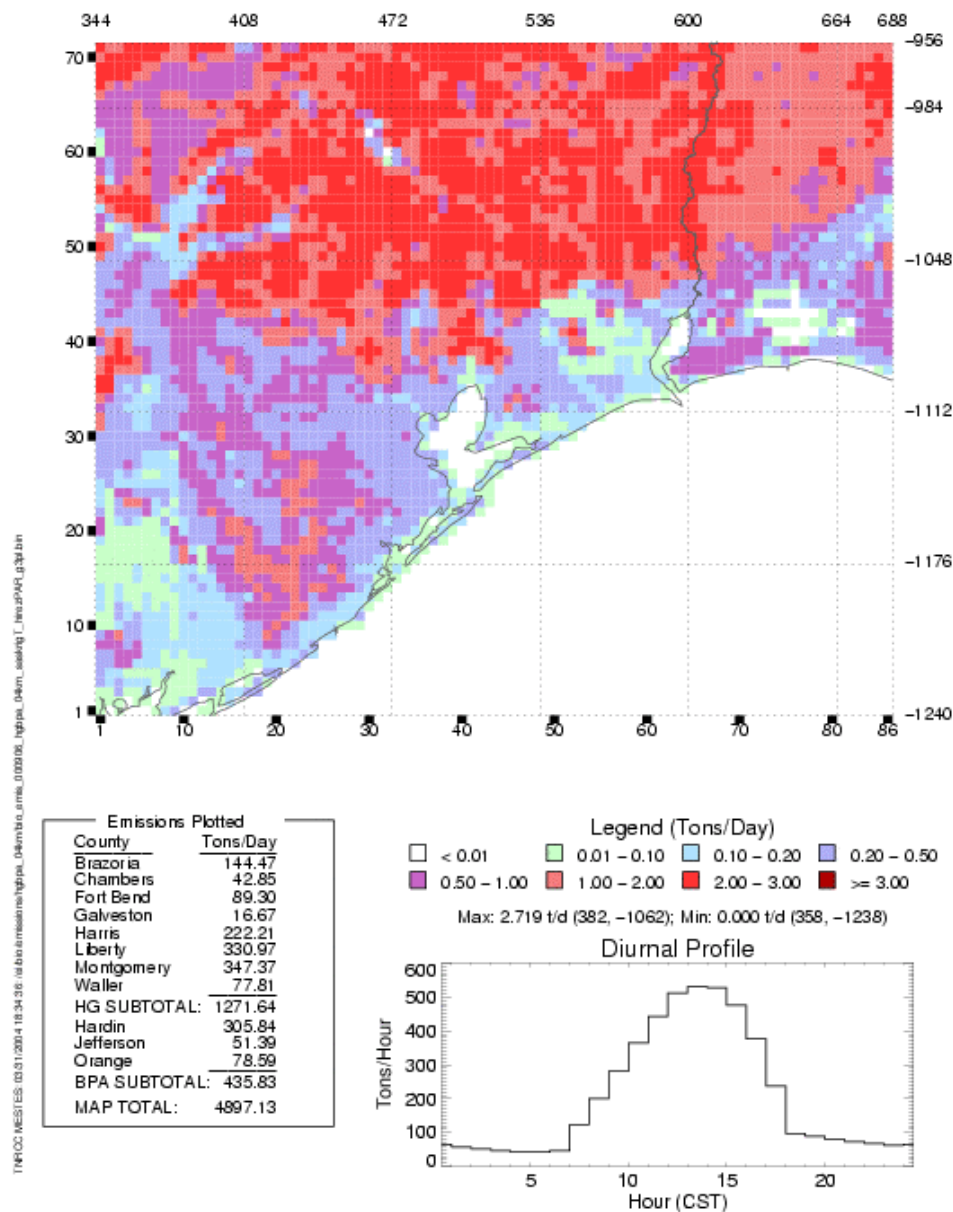 344 408 472 536 600 664 688
70 −956
−984
60
50
−1048
40
−1112
30
20
−1176
10
1 −1240
1 10 20 30 40 50 60 70 80 86
Emissions Plotted
County Tons/Day
Brazoria 144.47
Chambers 42.85
Fort Bend 89.30
Galveston 16.67
Harris 222.21
Liberty 330.97
Montgomery 347.37
Waller 77.81
HG SUBTOTAL: 1271.64
Hardin 305.84
Jefferson 51.39
Orange 78.59
BPA SUBTOTAL: 435.83
MAP TOTAL: 4897.13
Legend (Tons/Day)
< 0.01 0.01 − 0.10 0.10 − 0.20 0.20 − 0.50
0.50 − 1.00 1.00 − 2.00 2.00 − 3.00 >= 3.00
Max: 2.719 t/d (382, −1062); Min: 0.000 t/d (358, −1238)
Diurnal Profile
600
500
400
300
200
100
0
Tons/Hour
5 10 15 20
Hour (CST)